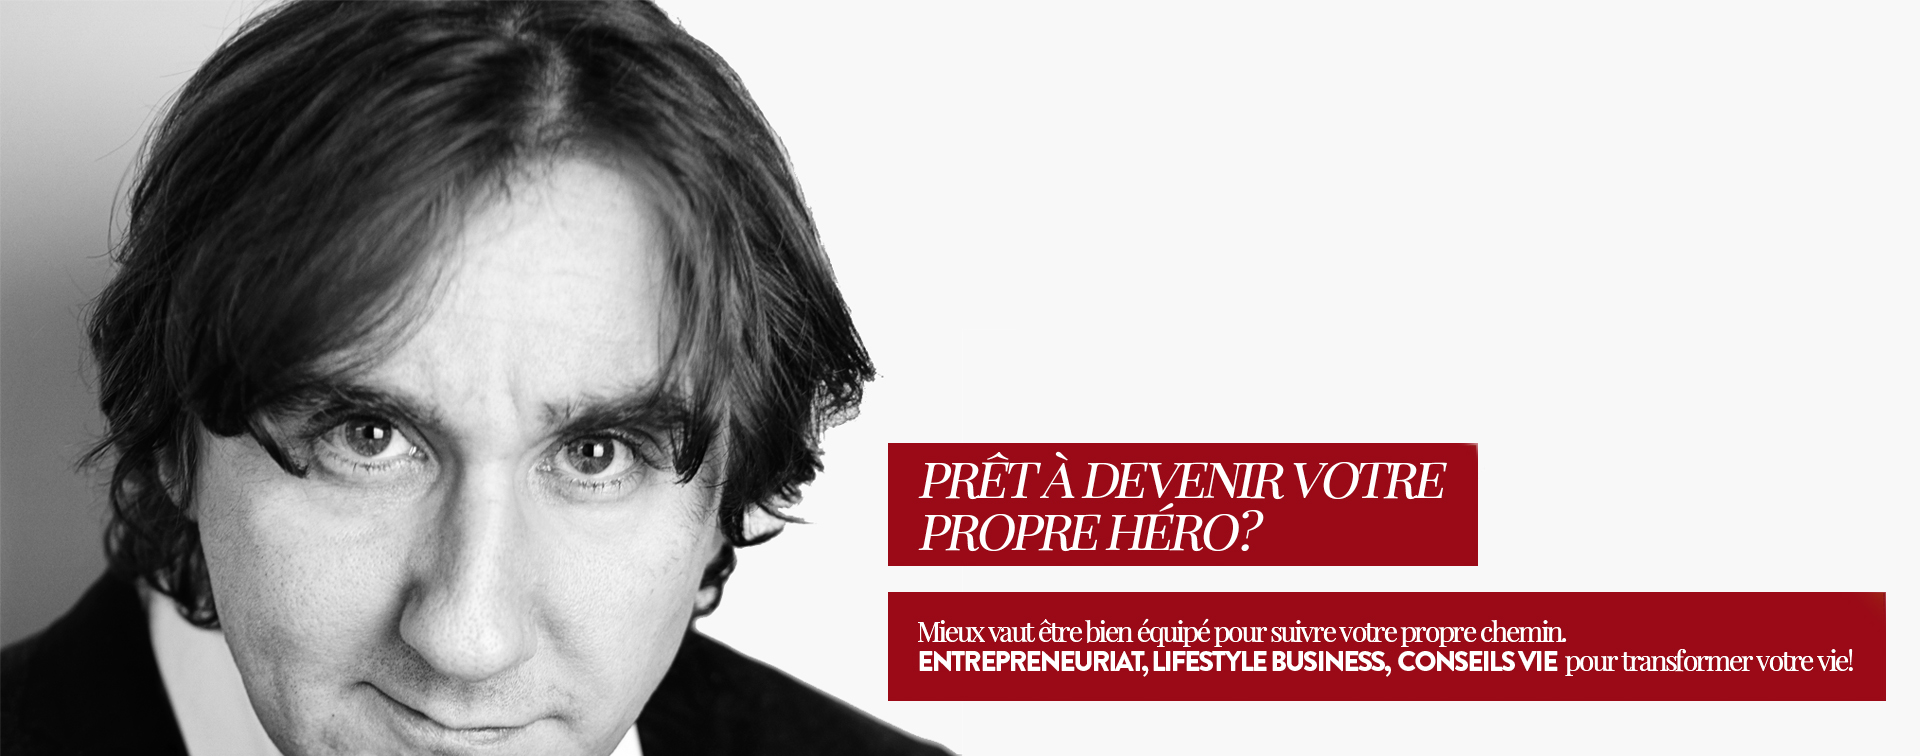 PRÊT À DEVENIR VOTRE
PROPRE HÉRO?
Mieux vaut être bien équipé pour suivre votre propre chemin.
ENTREPRENEURIAT, LIFESTYLE BUSINESS, CONSEILS VIE pour transformer votre vie!